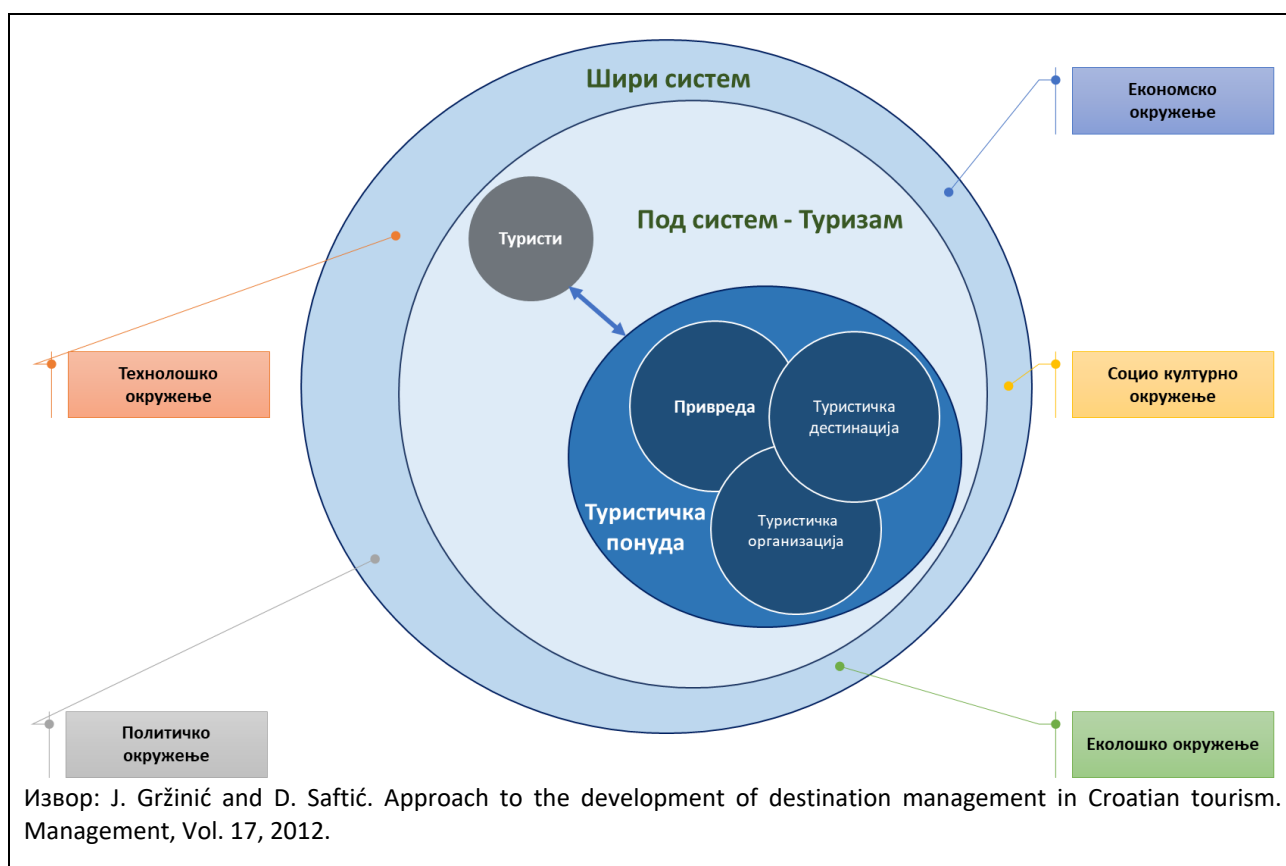 Шири систем
Економско
окружење
Под систем - Туризам
Туристи
Технолошко
окружење
Социо културно
окружење
Привреда
Туристичка
дестинација
Туристичка
понуда
Туристичка
организација
Политичко
окружење
Еколошко окружење
Извор: J. Gržinić and D. Saftić. Approach to the development of destination management in Croatian tourism.
Management, Vol. 17, 2012.